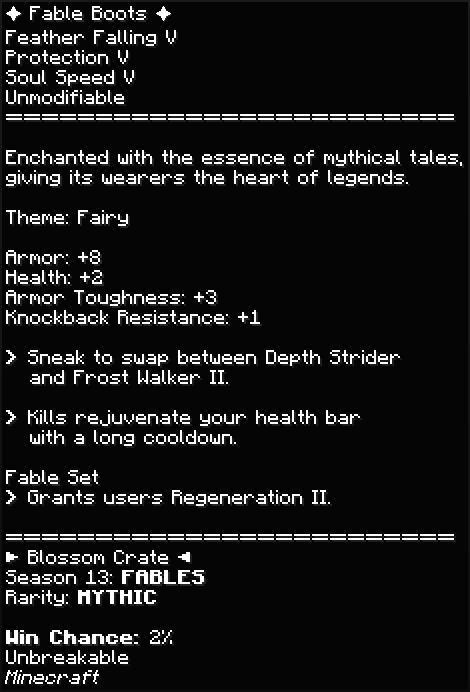 ✦ Fable Boots ✦
Feather Falling V
Protection V
Soul Speed V
Unmodifiable
============================
Enchanted with the essence of mythical tales,
giving its wearers the heart of legends.
Theme: Fairy
Armor: +8
Health: +2
Armor Toughness: +3
Knockback Resistance: +1
> Sneak to swap between Depth Strider
and Frost Walker II.
> Kills rejuvenate your health bar
with a long cooldown.
Fable Set
> Grants users Regeneration II.
============================
► Blossom Crate ◄
Season 13: FABLES
Rarity: MYTHIC
Win Chance: 2%
Unbreakable
Minecraft